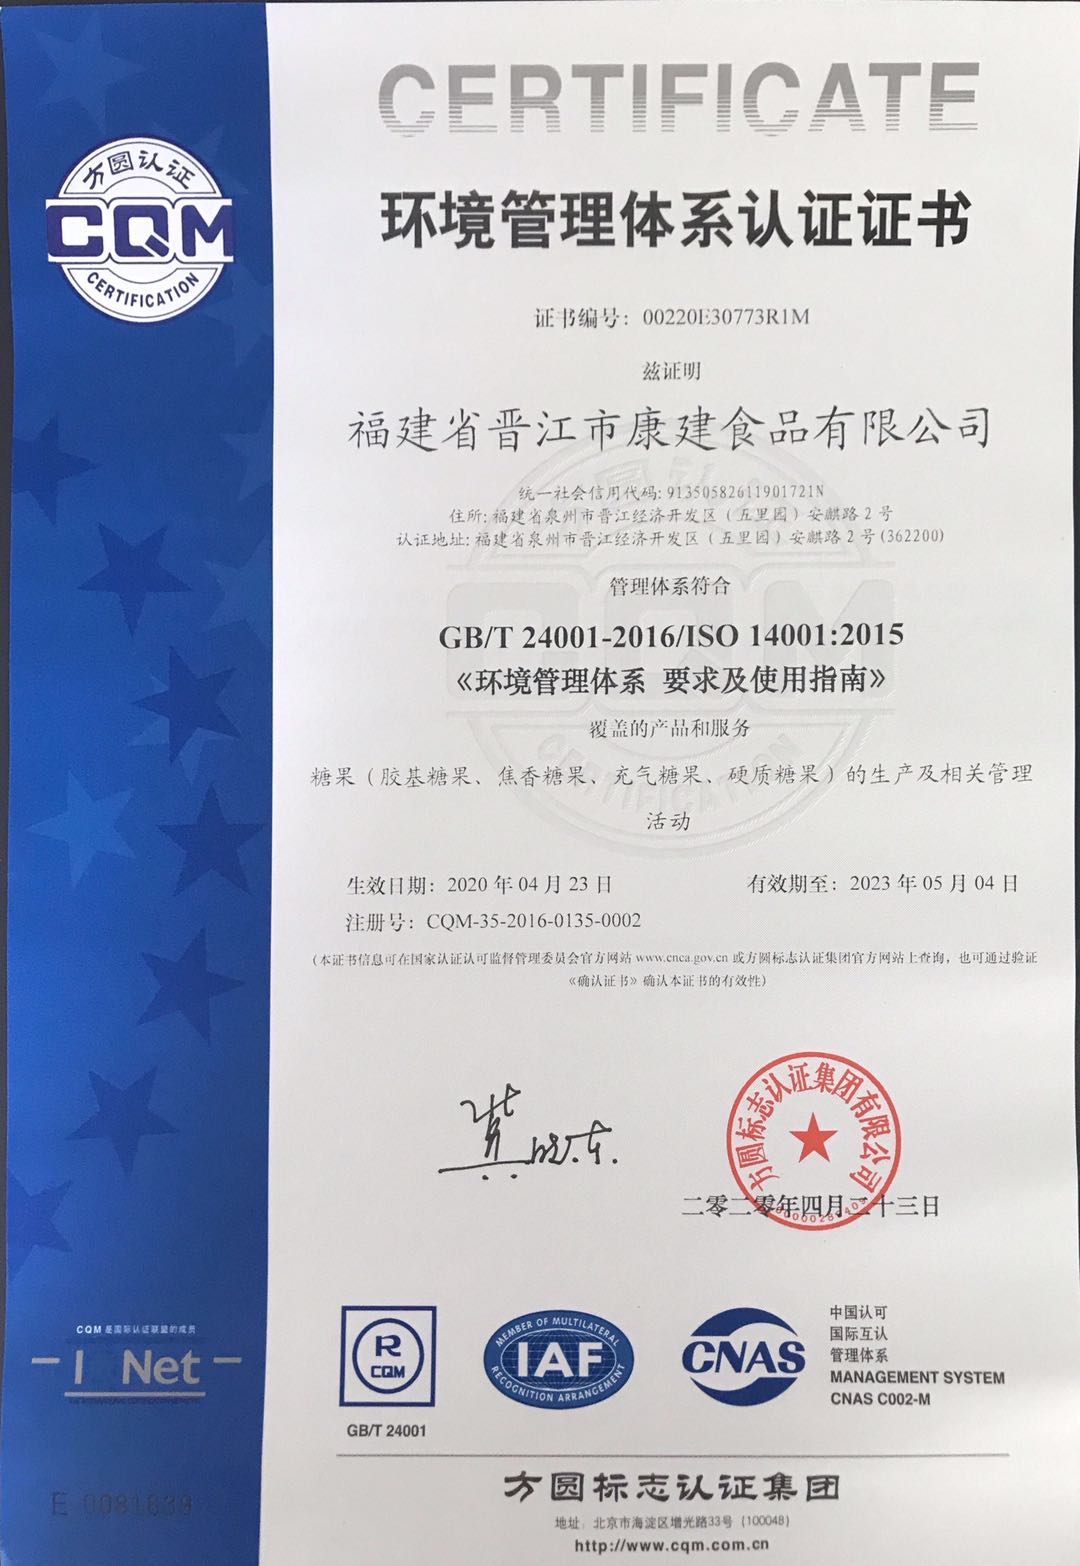 CERTIFICATE
方圆认证
CQM
CERTIFICATION
环境管理体系认证证书
证书编号：00220E30773R1M
兹证明
福建省晋江市康建食品有限公司
统一社会信用代码: 91350582611901721N
住所: 福建省泉州市晋江经济开发区（五里园）安麒路 2 号
认证地址: 福建省泉州市晋江经济开发区（五里园）安麒路 2 号 (362200)
管理体系符合
GB/T 24001-2016/ISO 14001:2015
《环境管理体系 要求及使用指南》
覆盖的产品和服务
糖果（胶基糖果、焦香糖果、充气糖果、硬质糖果）的生产及相关管理
活动
生效日期：2020 年 04 月 23 日 有效期至：2023 年 05 月 04 日
注册号：CQM-35-2016-0135-0002
（本证书信息可在国家认证认可监督管理委员会官方网站 www.cnca.gov.cn 或方圆标志认证集团官方网站上查询，也可通过验证
《确认证书》确认本证书的有效性）
方圆标志认证集团有限公司
二零二零年四月二十三日
CQM 是国际认证联盟的成员
I Net
R
CQM
GB/T 24001
MEMBER OF MULTILATERAL
IAF
RECOGNITION ARRANGEMENT
CNAS
中国认可
国际互认
管理体系
MANAGEMENT SYSTEM
CNAS C002-M
方圆标志认证集团
地址：北京市海淀区增光路33号 (100048)
http://www.cqm.com.cn
E 0081639